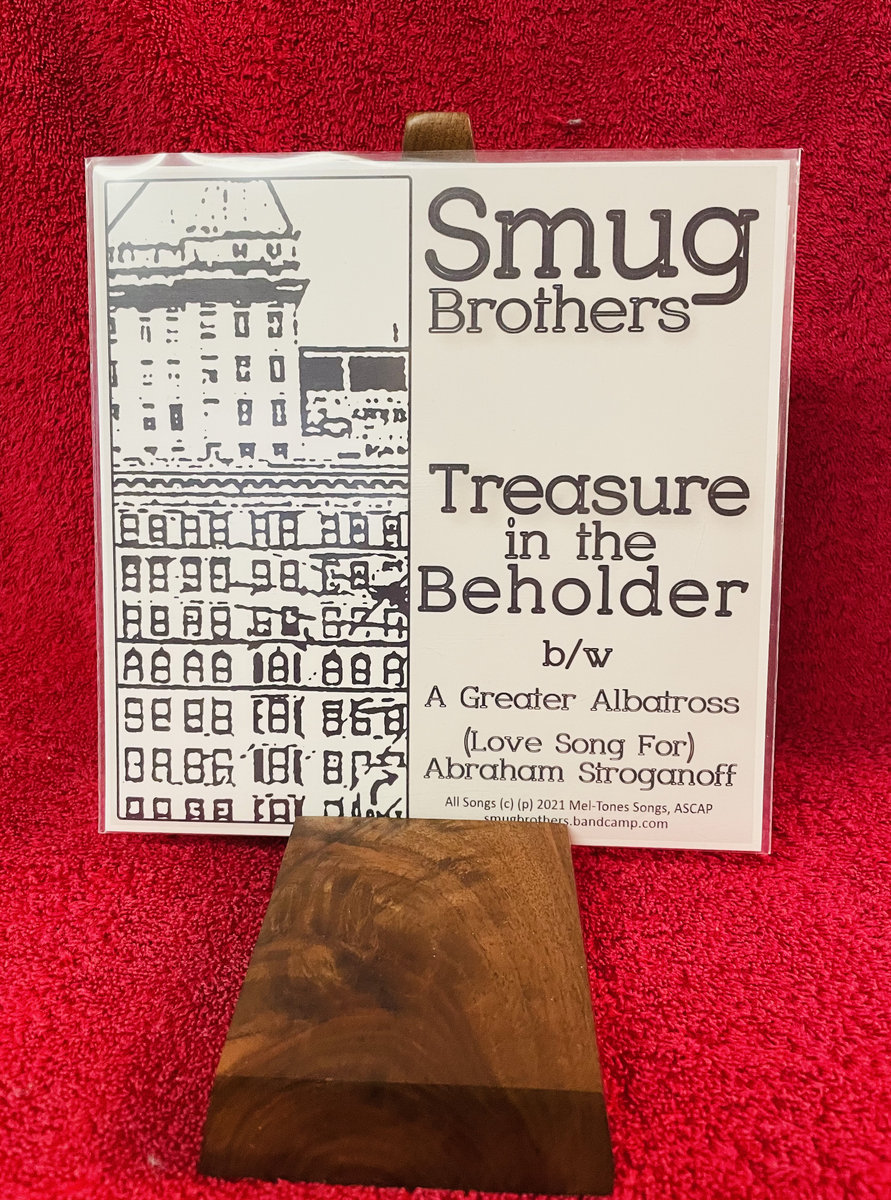 Smug
Brothers
Treasure
in the
Beholder
b/w
A Greater Albatross
(Love Song For)
Abraham Stroganoff
All Songs (c) (p) 2021 Mel-Tones Songs, ASCAP
smugbrothers.bandcamp.com